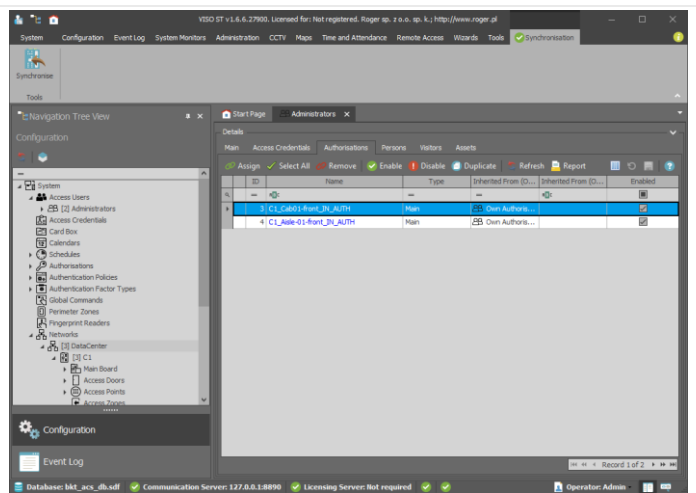 VISO ST v1.6.6.27900. Licensed for: Not registered. Roger sp. z o.o. sp. k.; http://www.roger.pl
System Configuration Event Log System Monitors Administration CCTV Maps Time and Attendance Remote Access Wizards Tools Synchronisation
Synchronise
Tools
Navigation Tree View
Configuration
System
Access Users
[2] Administrators
Access Credentials
Card Box
Calendars
Schedules
Authorisations
Authentication Policies
Authentication Factor Types
Global Commands
Perimeter Zones
Fingerprint Readers
Networks
[3] DataCenter
[3] C1
Main Board
Access Doors
Access Points
Access Zones
Configuration
Event Log
Start Page Administrators
Details
Main Access Credentials Authorisations Persons Visitors Assets
Assign Select All Remove Enable Disable Duplicate Refresh Report
ID Name Type Inherited From (O... Inherited From (D... Enabled
3 C1_Cab01-front_IN_AUTH Main Own Authoris...
4 C1_Aisle-01-front_IN_AUTH Main Own Authoris...
Record 1 of 2
Database: bkt_acs_db.sdf Communication Server: 127.0.0.1:8890 Licensing Server: Not required Operator: Admin